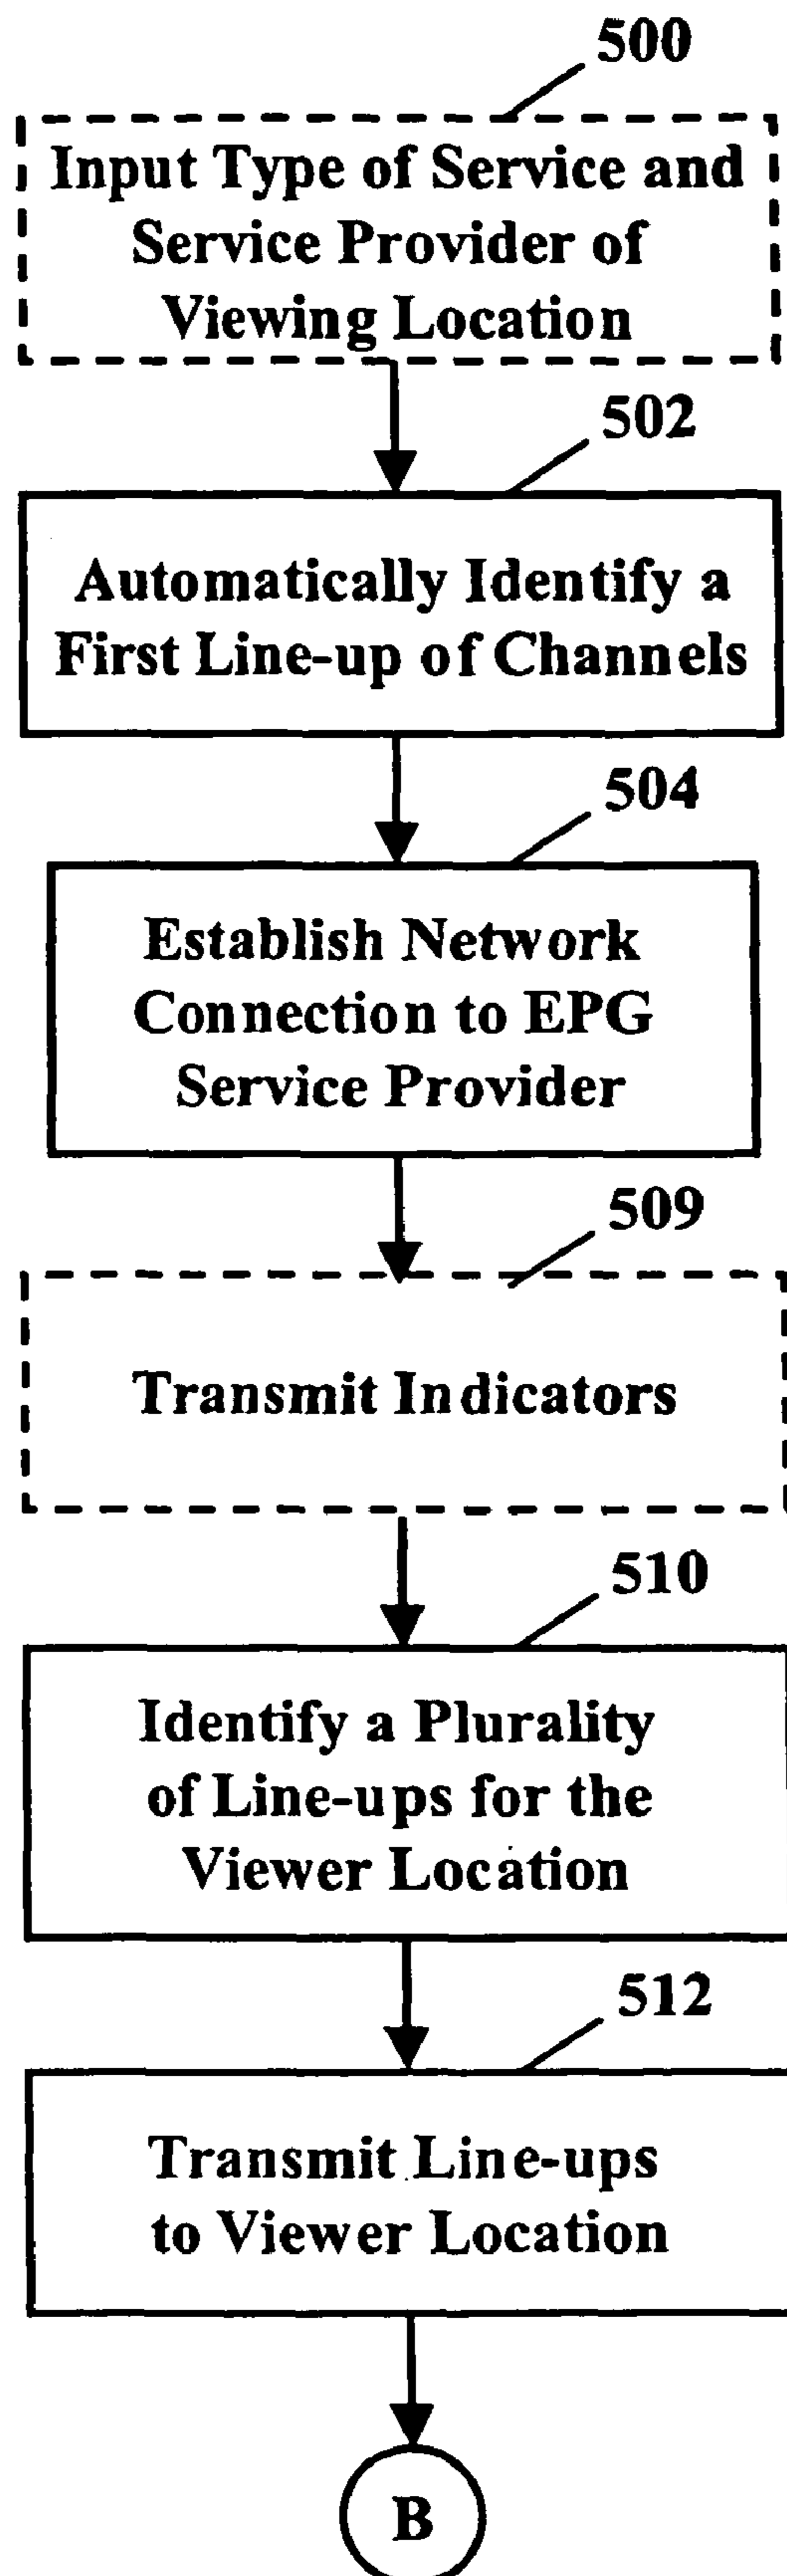 500
Input Type of Service and
Service Provider of
Viewing Location
502
Automatically Identify a
First Line-up of Channels
504
Establish Network
Connection to EPG
Service Provider
509
Transmit Indicators
510
Identify a Plurality
of Line-ups for the
Viewer Location
512
Transmit Line-ups
to Viewer Location
B